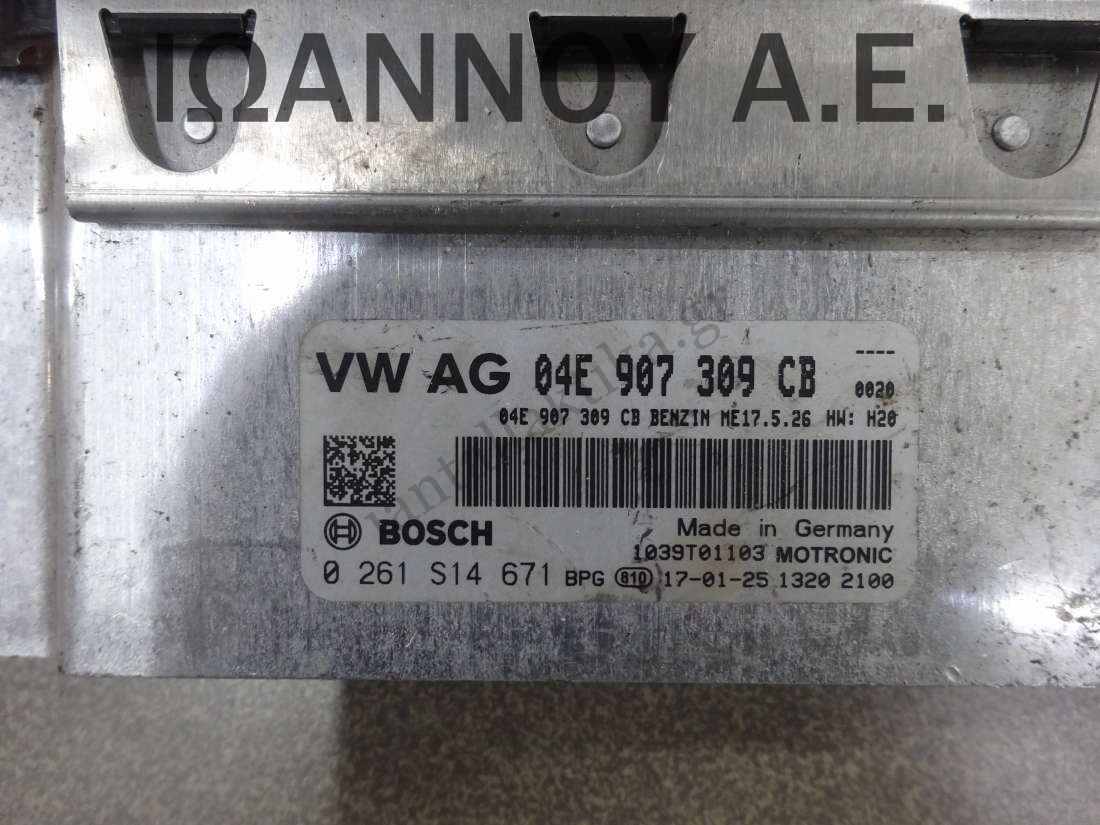 ΙΩΑΝΝΟΥ Α.Ε.
VW AG 04E 907 309 CB ----
0020
04E 907 309 CB BENZIN ME17.5.26 HW: H20
BOSCH
Made in Germany
1039T01103 MOTRONIC
0 261 S14 671 BPG 810 17-01-25 1320 2100